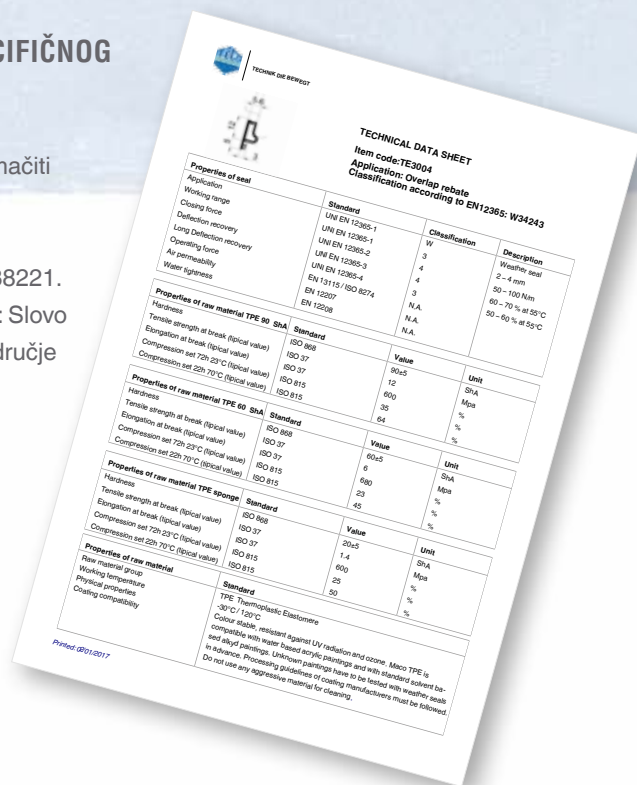 CIFIČNOG
načiti
38221.
: Slovo
dručje
TECHNIK DIE BEWEGT
TECHNICAL DATA SHEET
Item code:TE3004
Application: Overlap rebate
Classification according to EN12365: W34243
Properties of seal Standard Classification Description
Application UNI EN 12365-1 W Weather seal
Working range UNI EN 12365-1 3 2 – 4 mm
Closing force UNI EN 12365-2 4 50 – 100 N/m
Deflection recovery UNI EN 12365-3 4 60 – 70 % at 55°C
Long Deflection recovery UNI EN 12365-4 3 50 – 60 % at 55°C
Operating force EN 13115 / ISO 8274 N.A.
Air permeability EN 12207 N.A.
Water tightness EN 12208 N.A.
Properties of raw material TPE 90 ShA Standard Value Unit
Hardness ISO 868 90±5 ShA
Tensile strength at break (tipical value) ISO 37 12 Mpa
Elongation at break (tipical value) ISO 37 600 %
Compression set 72h 23°C (tipical value) ISO 815 35 %
Compression set 22h 70°C (tipical value) ISO 815 64 %
Properties of raw material TPE 60 ShA Standard Value Unit
Hardness ISO 868 60±5 ShA
Tensile strength at break (tipical value) ISO 37 6 Mpa
Elongation at break (tipical value) ISO 37 680 %
Compression set 72h 23°C (tipical value) ISO 815 23 %
Compression set 22h 70°C (tipical value) ISO 815 45 %
Properties of raw material TPE sponge Standard Value Unit
Hardness ISO 868 20±5 ShA
Tensile strength at break (tipical value) ISO 37 1.4 Mpa
Elongation at break (tipical value) ISO 37 600 %
Compression set 72h 23°C (tipical value) ISO 815 25 %
Compression set 22h 70°C (tipical value) ISO 815 50 %
Properties of raw material Standard
Raw material group TPE Thermoplastic Elastomere
Working temperature -30°C / 120°C
Physical properties Colour stable, resistant against UV radiation and ozone. Maco TPE is
Coating compatibility compatible with water based acrylic paintings and with standard solvent ba-
sed alkyd paintings. Unknown paintings have to be tested with weather seals
in advance. Processing guidelines of coating manufacturers must be followed.
Do not use any aggressive material for cleaning.
Printed: